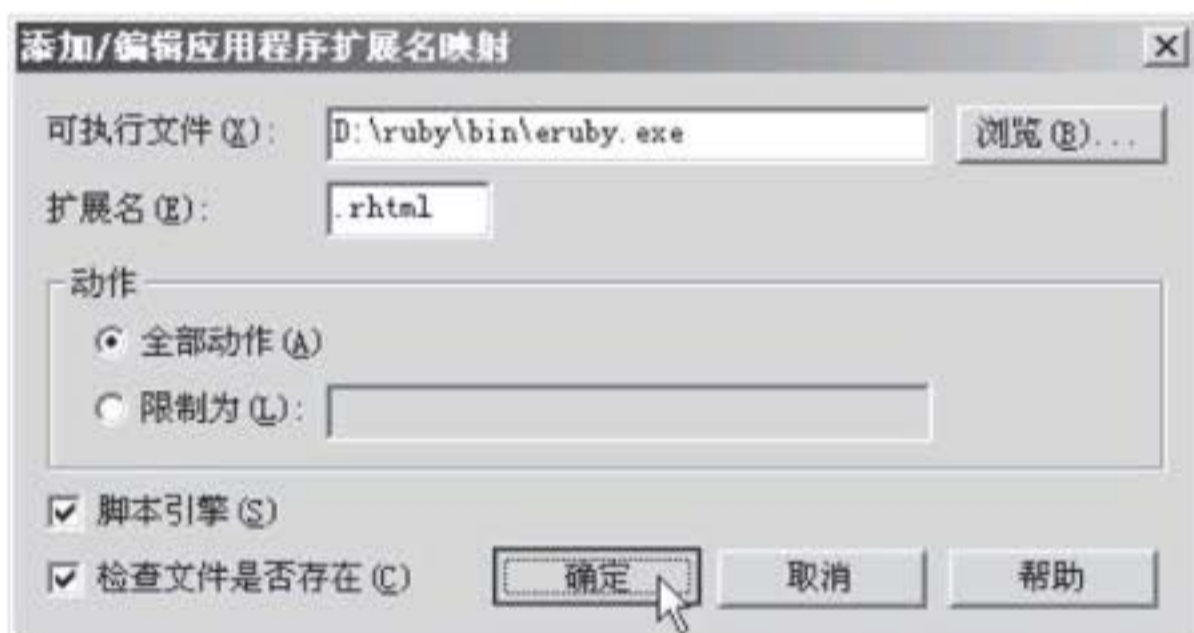 添加/编辑应用程序扩展名映射
可执行文件(X): D:\ruby\bin\eruby.exe 浏览(B)...
扩展名(E): .rhtml
动作
全部动作(A)
限制为(L):
脚本引擎(S)
检查文件是否存在(C) 确定 取消 帮助